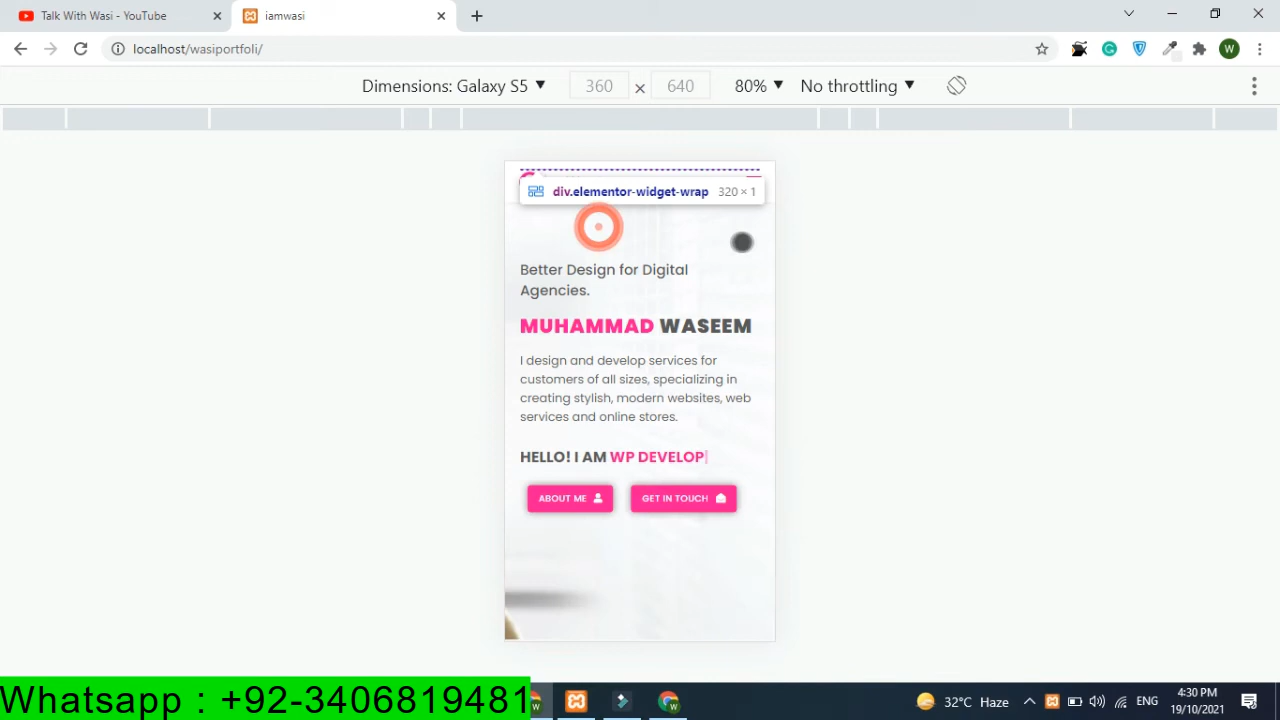 Talk With Wasi - YouTube
iamwasi
localhost/wasiportfoli/
W
Dimensions: Galaxy S5
360 × 640
80%
No throttling
div.elementor-widget-wrap 320 × 1
Better Design for Digital
Agencies.
MUHAMMAD WASEEM
I design and develop services for
customers of all sizes, specializing in
creating stylish, modern websites, web
services and online stores.
HELLO! I AM WP DEVELOP|
ABOUT ME
GET IN TOUCH
Whatsapp : +92-3406819481
32°C Haze
ENG
4:30 PM
19/10/2021